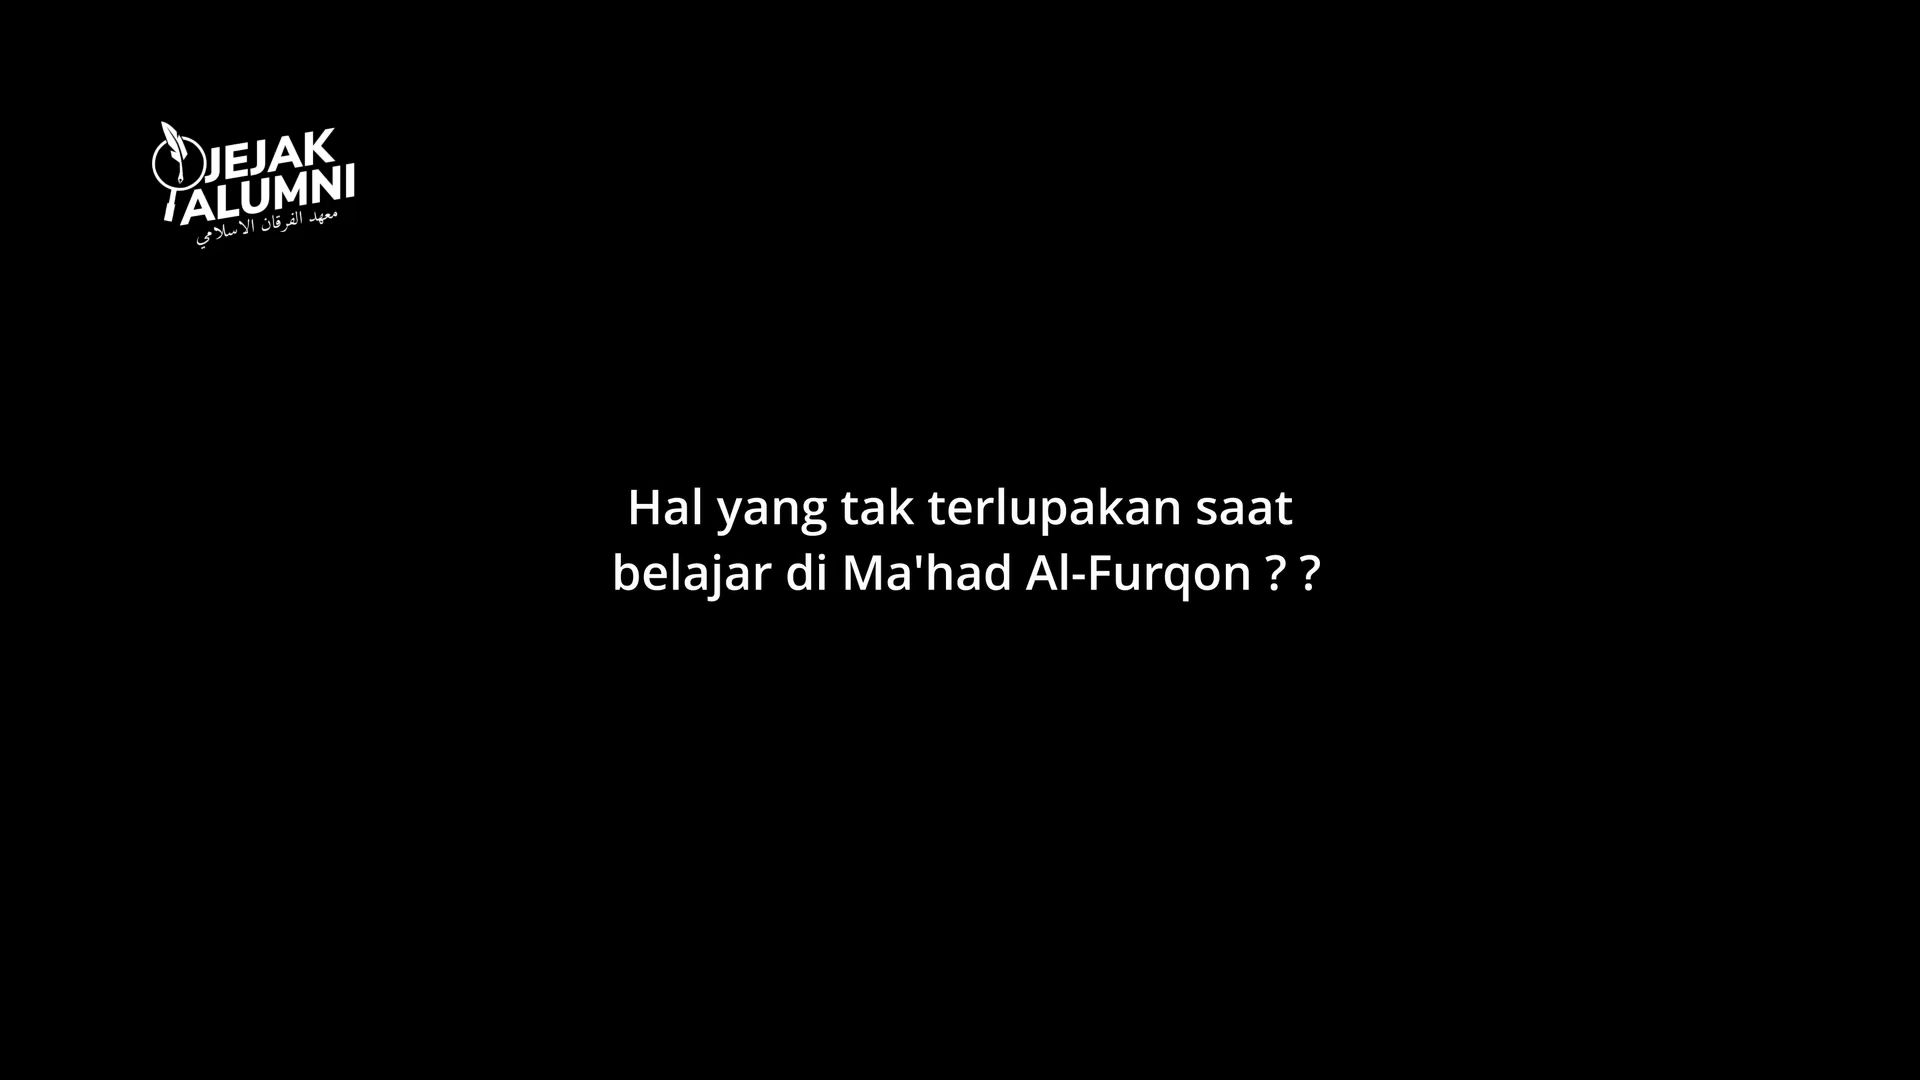 JEJAK
ALUMNI
معهد الفرقان الاسلامي
Hal yang tak terlupakan saat
belajar di Ma'had Al-Furqon ? ?